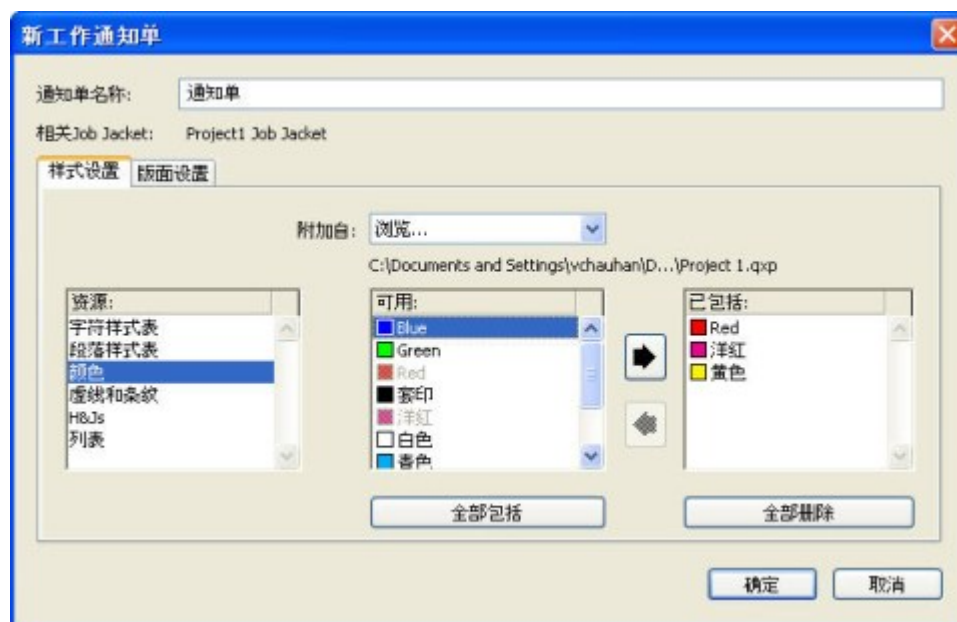 新工作通知单
通知单名称: 通知单
相关Job Jacket: Project1 Job Jacket
样式设置 版面设置
附加自: 浏览...
C:\Documents and Settings\vchauhan\D...\Project 1.qxp
资源:
字符样式表
段落样式表
颜色
虚线和条纹
H&Js
列表
可用:
Blue
Green
Red
套印
洋红
白色
青色
已包括:
Red
洋红
黄色
全部包括 全部删除
确定 取消